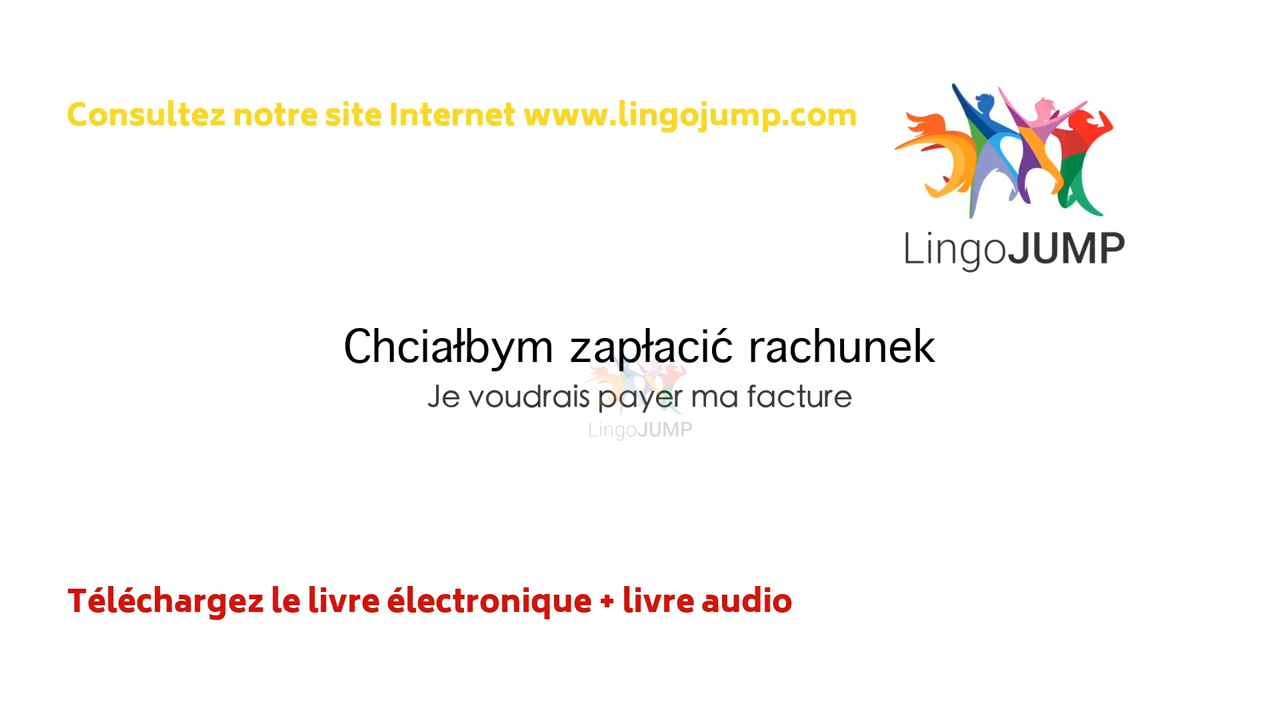 Consultez notre site Internet www.lingojump.com
LingoJUMP
Chciałbym zapłacić rachunek
Je voudrais payer ma facture
LingoJUMP
Téléchargez le livre électronique + livre audio